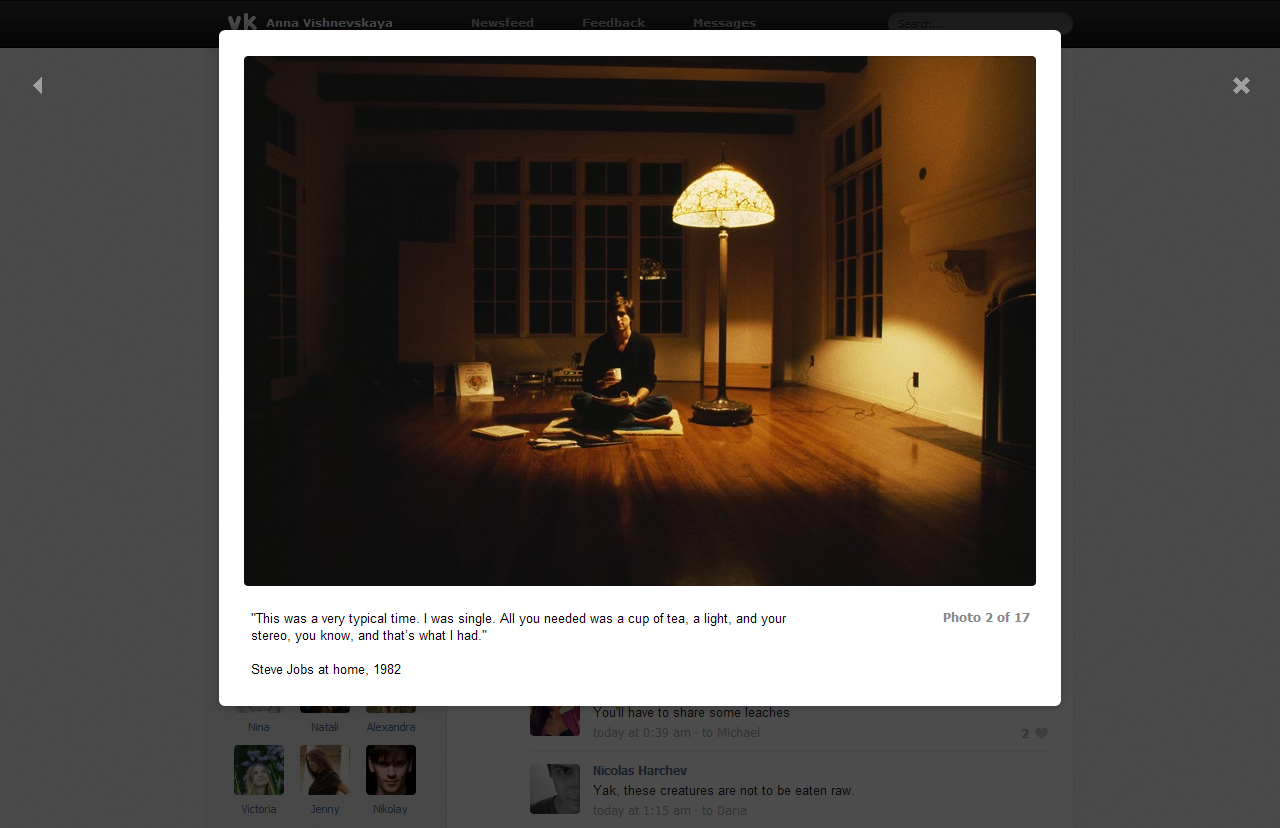 vk Anna Vishnevskaya Newsfeed Feedback Messages Search...
"This was a very typical time. I was single. All you needed was a cup of tea, a light, and your
stereo, you know, and that's what I had."
Photo 2 of 17
Steve Jobs at home, 1982
Nina Natali Alexandra
Victoria Jenny Nikolay
You'll have to share some leaches
today at 0:39 am · to Michael
2
Nicolas Harchev
Yak, these creatures are not to be eaten raw.
today at 1:15 am · to Daria